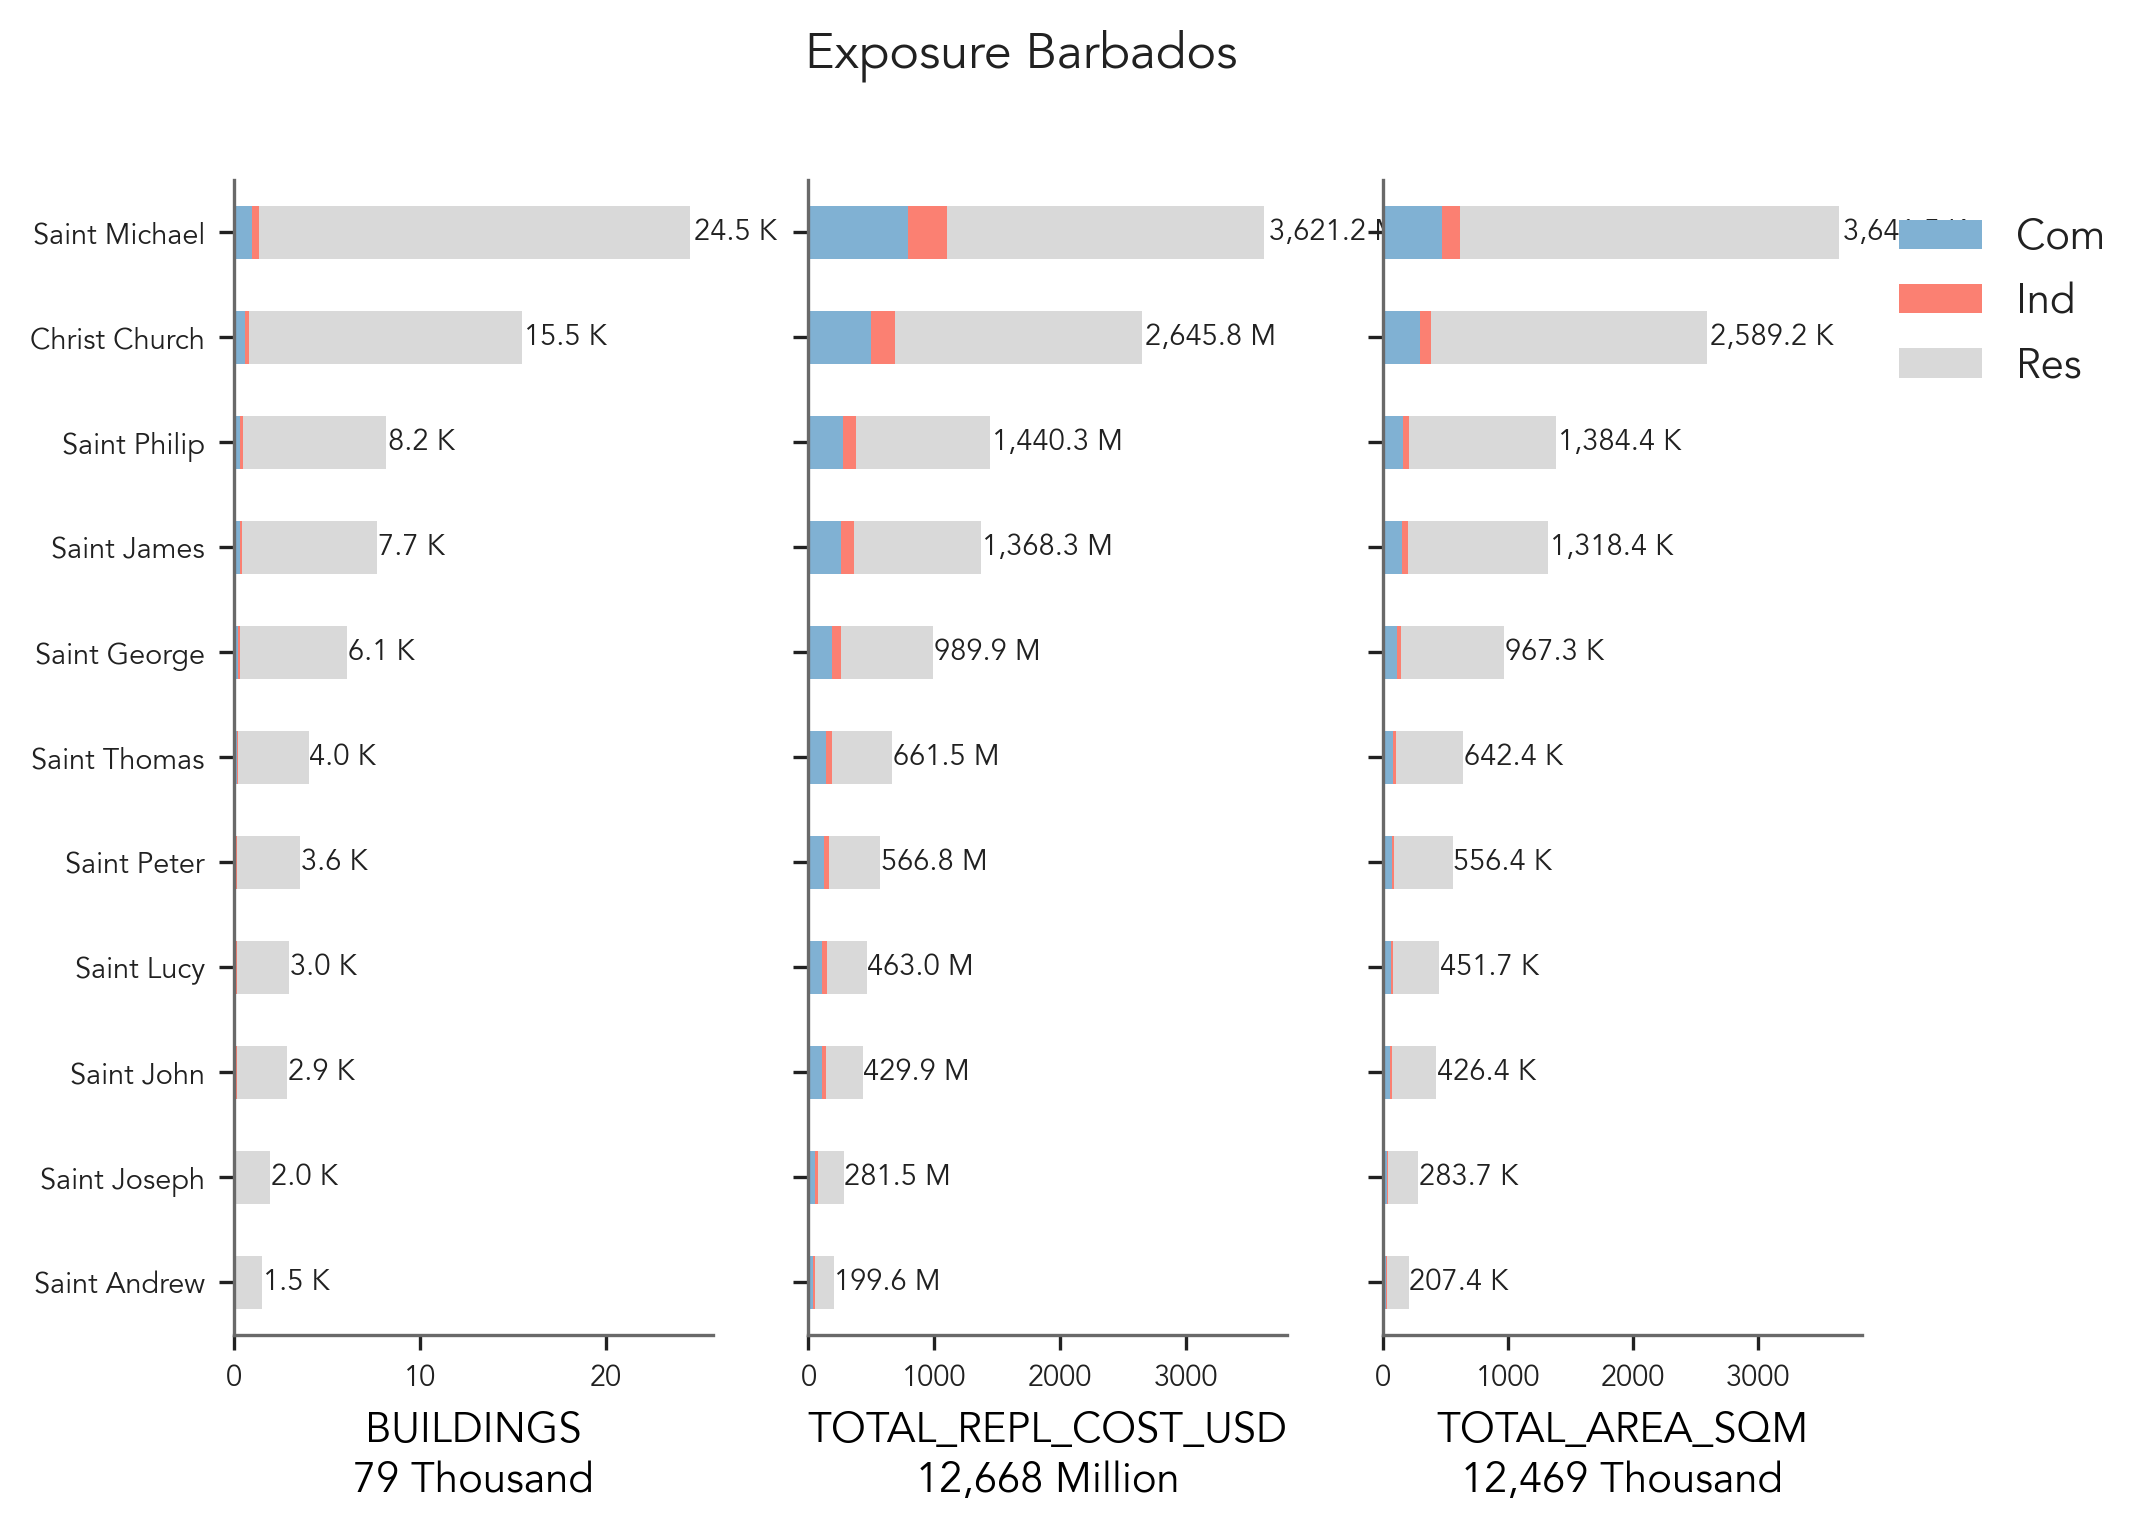 Exposure Barbados
Saint Michael
Christ Church
Saint Philip
Saint James
Saint George
Saint Thomas
Saint Peter
Saint Lucy
Saint John
Saint Joseph
Saint Andrew
24.5 K
15.5 K
8.2 K
7.7 K
6.1 K
4.0 K
3.6 K
3.0 K
2.9 K
2.0 K
1.5 K
0 10 20
BUILDINGS
79 Thousand
3,621.2
2,645.8 M
1,440.3 M
1,368.3 M
989.9 M
661.5 M
566.8 M
463.0 M
429.9 M
281.5 M
199.6 M
0 1000 2000 3000
TOTAL_REPL_COST_USD
12,668 Million
2,589.2 K
1,384.4 K
1,318.4 K
967.3 K
642.4 K
556.4 K
451.7 K
426.4 K
283.7 K
207.4 K
0 1000 2000 3000
TOTAL_AREA_SQM
12,469 Thousand
Com
Ind
Res